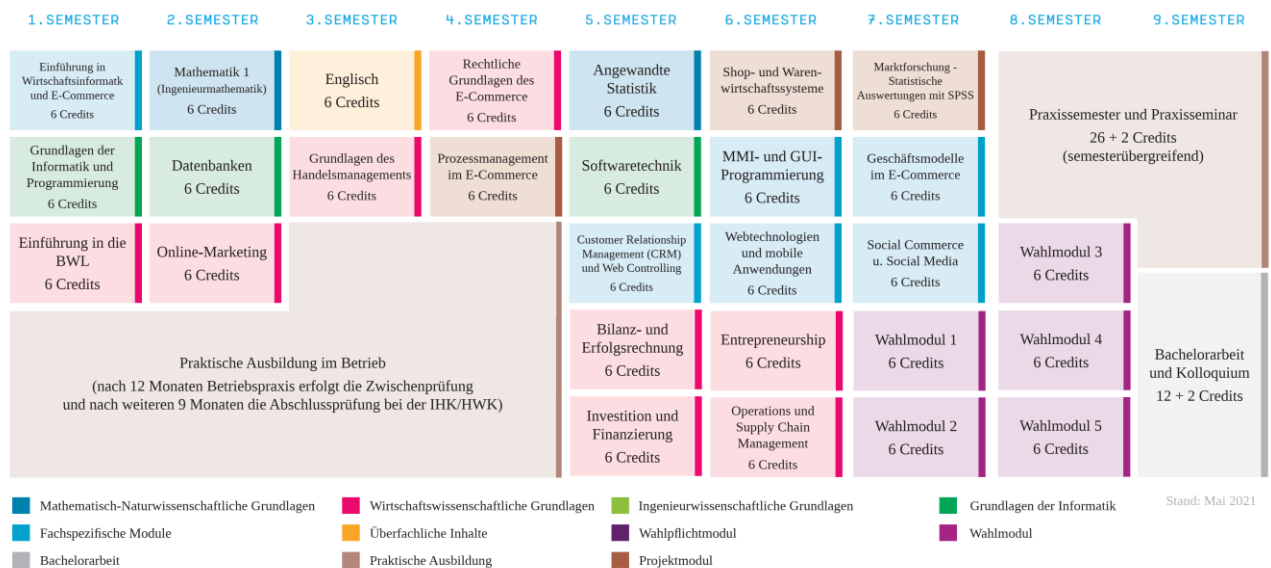 1.SEMESTER
2.SEMESTER
3.SEMESTER
4.SEMESTER
5.SEMESTER
6.SEMESTER
7.SEMESTER
8.SEMESTER
9.SEMESTER
Einführung in
Wirtschaftsinformatk
und E-Commerce
6 Credits
Mathematik 1
(Ingenieurmathematik)
6 Credits
Englisch
6 Credits
Rechtliche
Grundlagen des
E-Commerce
6 Credits
Angewandte
Statistik
6 Credits
Shop- und Waren-
wirtschaftssysteme
6 Credits
Marktforschung -
Statistische
Auswertungen mit SPSS
6 Credits
Praxissemester und Praxisseminar
26 + 2 Credits
(semesterübergreifend)
Grundlagen der
Informatik und
Programmierung
6 Credits
Datenbanken
6 Credits
Grundlagen des
Handelsmanagements
6 Credits
Prozessmanagement
im E-Commerce
6 Credits
Softwaretechnik
6 Credits
MMI- und GUI-
Programmierung
6 Credits
Geschäftsmodelle
im E-Commerce
6 Credits
Einführung in die
BWL
6 Credits
Online-Marketing
6 Credits
Customer Relationship
Management (CRM)
und Web Controlling
6 Credits
Webtechnologien
und mobile
Anwendungen
6 Credits
Social Commerce
u. Social Media
6 Credits
Wahlmodul 3
6 Credits
Praktische Ausbildung im Betrieb
(nach 12 Monaten Betriebspraxis erfolgt die Zwischenprüfung
und nach weiteren 9 Monaten die Abschlussprüfung bei der IHK/HWK)
Bilanz- und
Erfolgsrechnung
6 Credits
Entrepreneurship
6 Credits
Wahlmodul 1
6 Credits
Wahlmodul 4
6 Credits
Bachelorarbeit
und Kolloquium
12 + 2 Credits
Investition und
Finanzierung
6 Credits
Operations und
Supply Chain
Management
6 Credits
Wahlmodul 2
6 Credits
Wahlmodul 5
6 Credits
Mathematisch-Naturwissenschaftliche Grundlagen
Wirtschaftswissenschaftliche Grundlagen
Ingenieurwissenschaftliche Grundlagen
Grundlagen der Informatik
Stand: Mai 2021
Fachspezifische Module
Überfachliche Inhalte
Wahlpflichtmodul
Wahlmodul
Bachelorarbeit
Praktische Ausbildung
Projektmodul